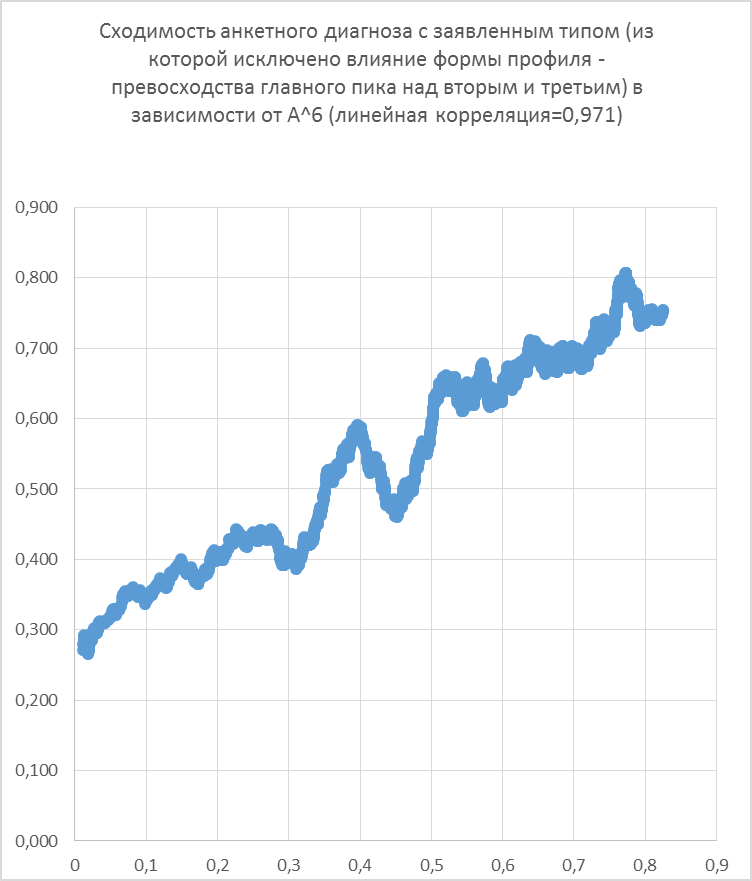 Сходимость анкетного диагноза с заявленным типом (из
которой исключено влияние формы профиля -
превосходства главного пика над вторым и третьим) в
зависимости от A^6 (линейная корреляция=0,971)
0,900
0,800
0,700
0,600
0,500
0,400
0,300
0,200
0,100
0,000
0 0,1 0,2 0,3 0,4 0,5 0,6 0,7 0,8 0,9